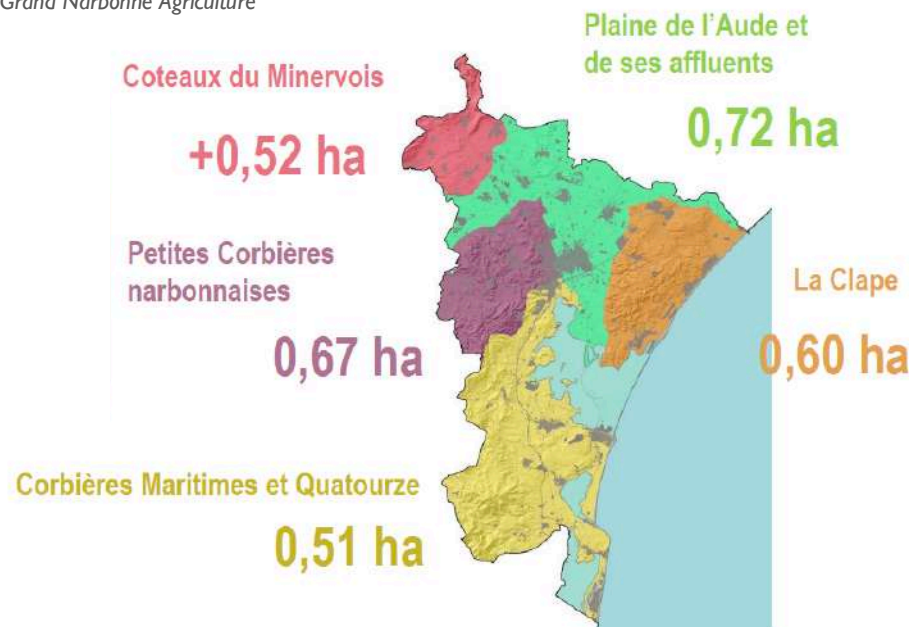 Grand Narbonne Agriculture
Plaine de l'Aude et
de ses affluents
0,72 ha
Coteaux du Minervois
+0,52 ha
Petites Corbières
narbonnaises
0,67 ha
La Clape
0,60 ha
Corbières Maritimes et Quatourze
0,51 ha